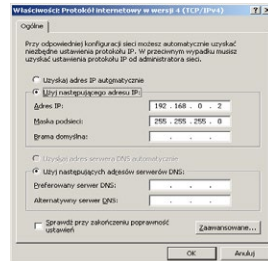 Właściwości: Protokół internetowy w wersji 4 (TCP/IPv4)
Ogólne
Przy odpowiedniej konfiguracji sieci możesz automatycznie uzyskać
niezbędne ustawienia protokołu IP. W przeciwnym wypadku musisz
uzyskać ustawienia protokołu IP od administratora sieci.
Uzyskaj adres IP automatycznie
Użyj następującego adresu IP:
Adres IP: 192 . 168 . 0 . 2
Maska podsieci: 255 . 255 . 255 . 0
Brama domyślna: . . .
Uzyskaj adres serwera DNS automatycznie
Użyj następujących adresów serwerów DNS:
Preferowany serwer DNS: . . .
Alternatywny serwer DNS: . . .
Sprawdź przy zakończeniu poprawność
ustawień
Zaawansowane...
OK
Anuluj